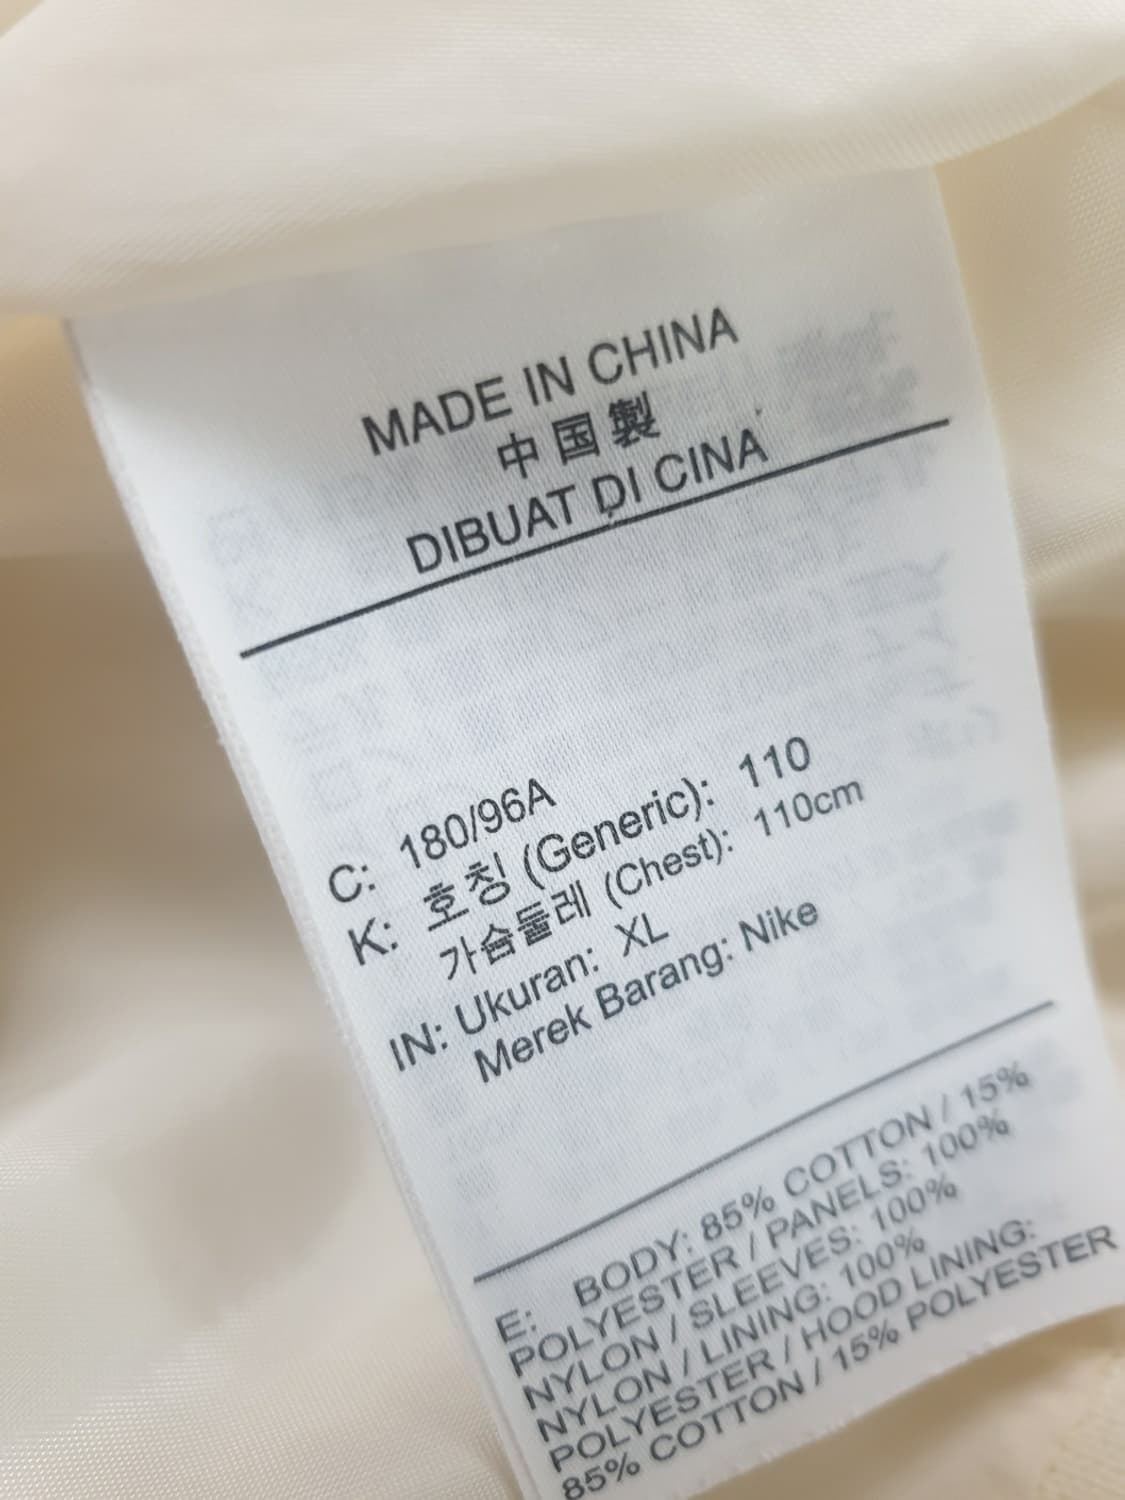 MADE IN CHINA
中国製
DIBUAT DI CINA
C: 180/96A
K: 호칭 (Generic): 110
가슴둘레 (Chest): 110cm
IN: Ukuran: XL
Merek Barang: Nike
E: BODY: 85% COTTON / 15%
POLYESTER / PANELS: 100%
NYLON / SLEEVES: 100%
NYLON / LINING: 100%
POLYESTER / HOOD LINING:
85% COTTON / 15% POLYESTER